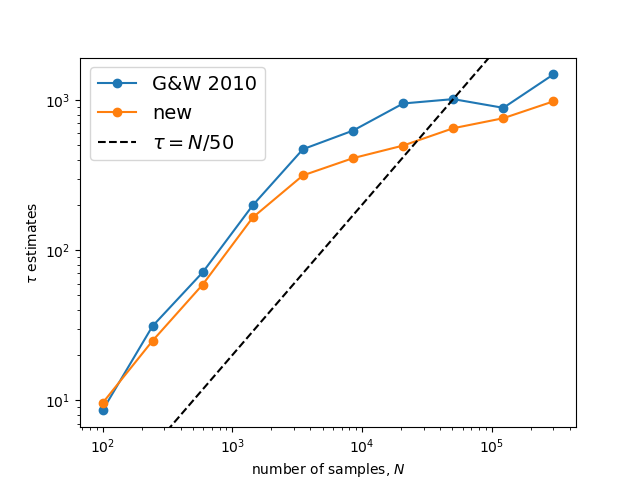 G&W 2010
new
τ = N/50
10³
10²
10¹
τ estimates
10²
10³
10⁴
10⁵
number of samples, N